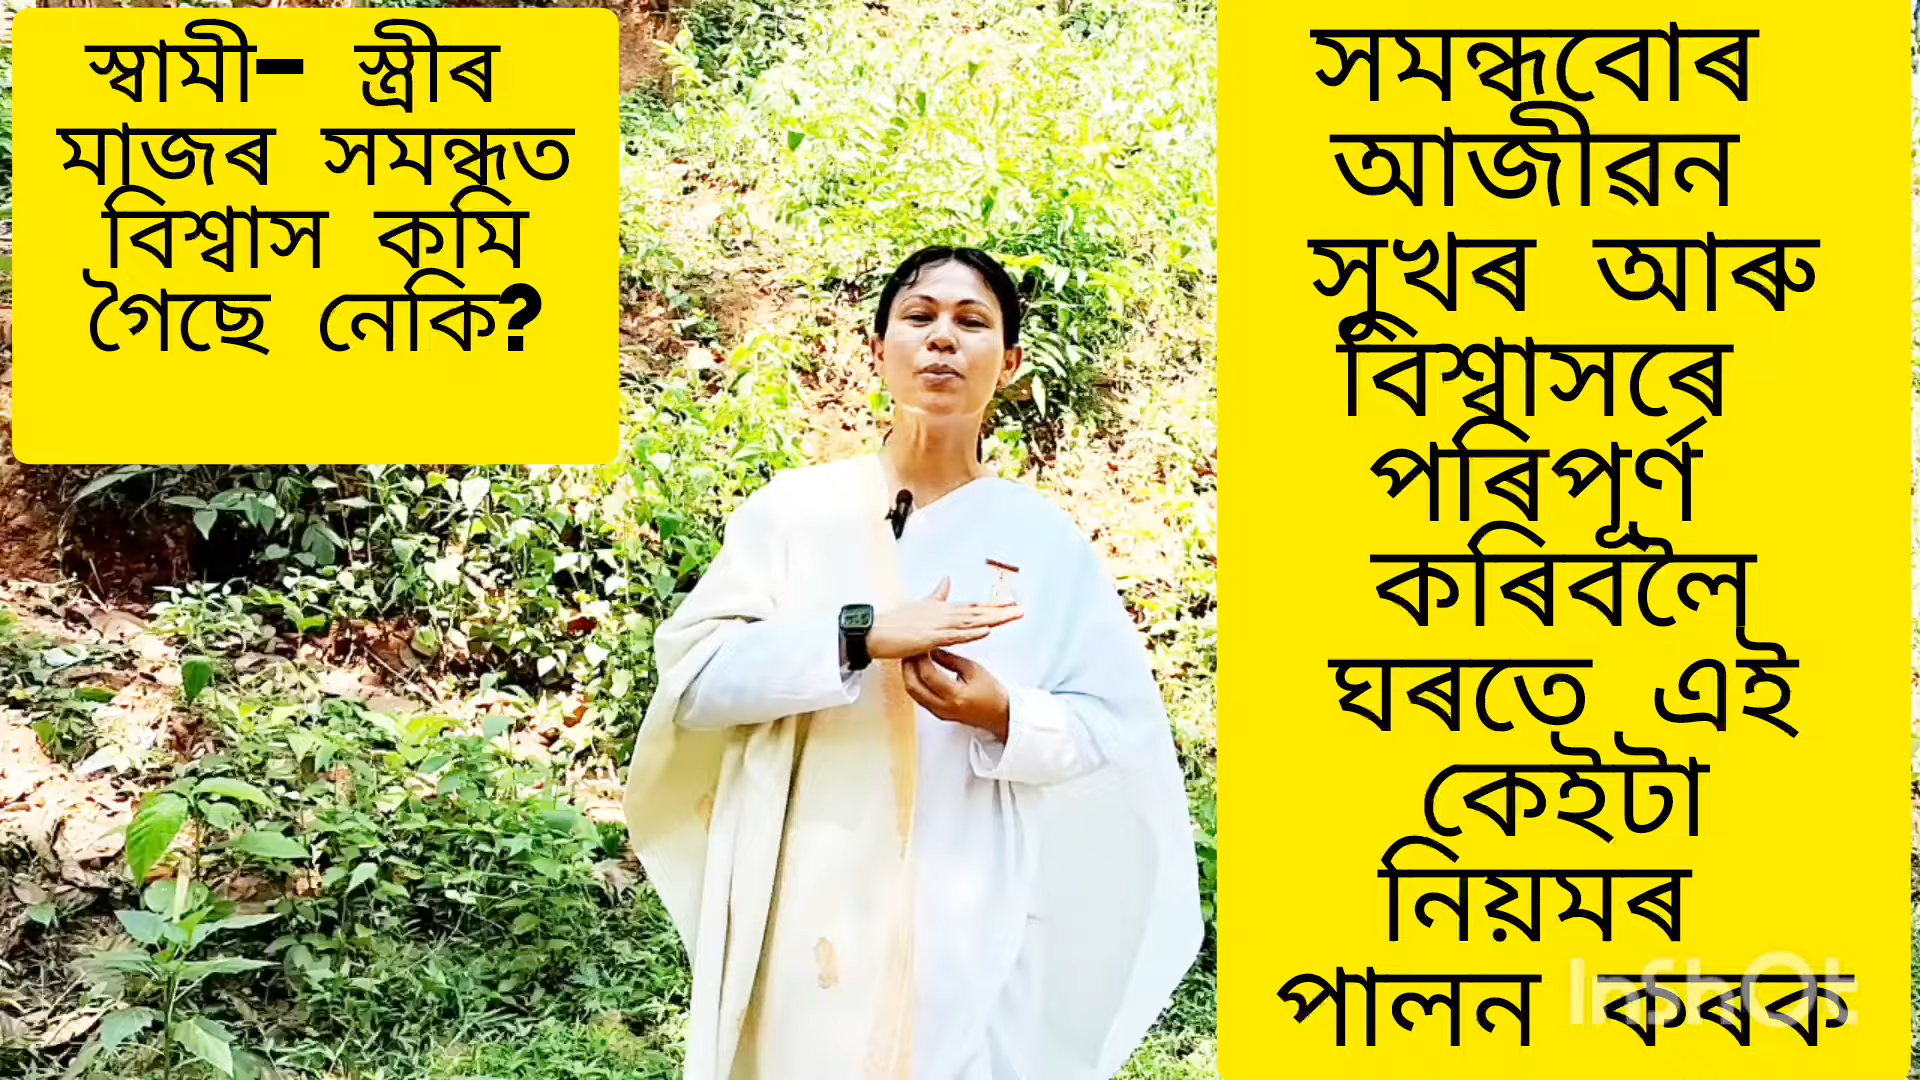 স্বামী- স্ত্ৰীৰ
মাজৰ সমন্ধত
বিশ্বাস কমি
গৈছে নেকি?
সমন্ধবোৰ
আজীৱন
সুখৰ আৰু
বিশ্বাসৰে
পৰিপূৰ্ণ
কৰিবলৈ
ঘৰতে এই
কেইটা
নিয়মৰ
পালন কৰক
InShOt